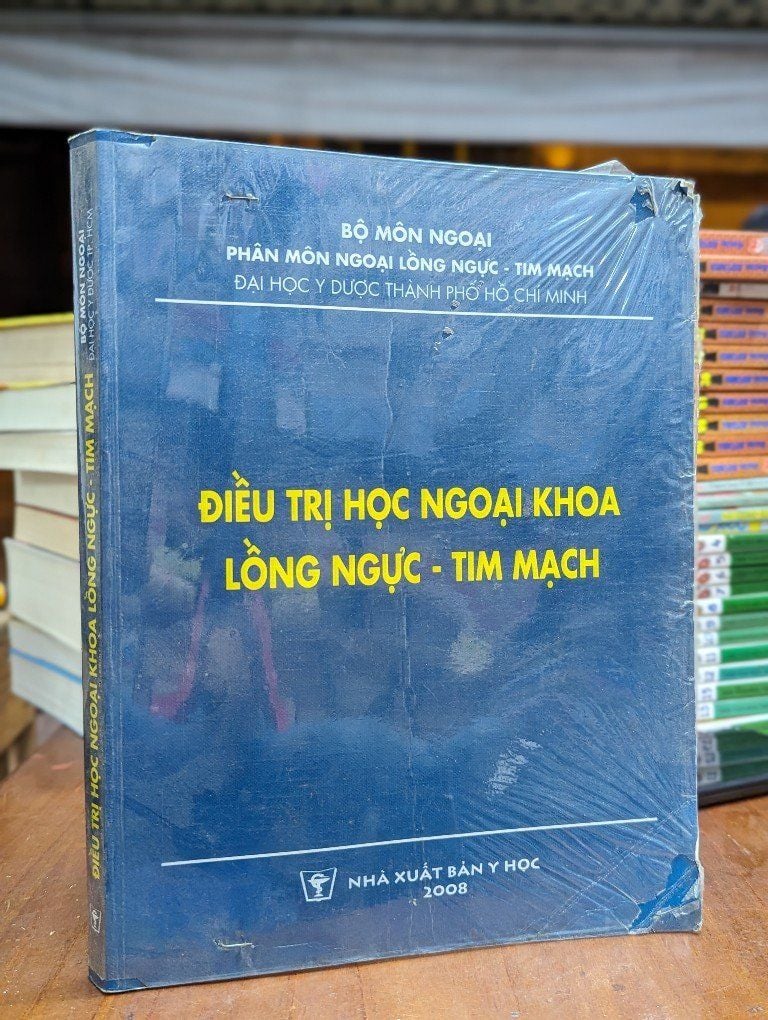 BỘ MÔN NGOẠI
PHÂN MÔN NGOẠI LỒNG NGỰC - TIM MẠCH
ĐẠI HỌC Y DƯỢC THÀNH PHỐ HỒ CHÍ MINH
ĐIỀU TRỊ HỌC NGOẠI KHOA
LỒNG NGỰC - TIM MẠCH
NHÀ XUẤT BẢN Y HỌC
2008
BỘ MÔN NGOẠI
ĐẠI HỌC Y DƯỢC TP. HCM
ĐIỀU TRỊ HỌC NGOẠI KHOA LỒNG NGỰC - TIM MẠCH